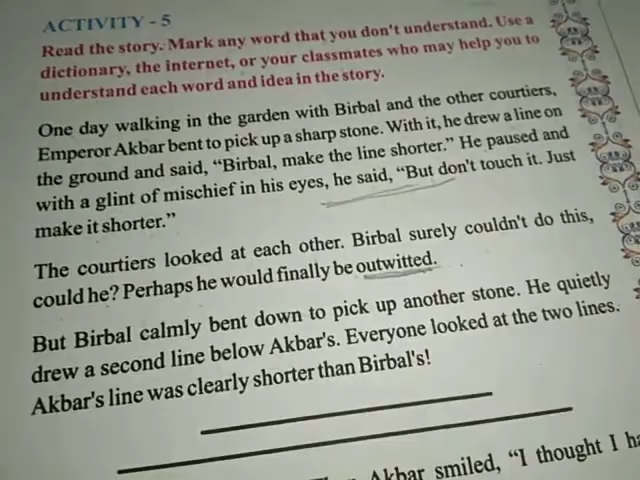 ACTIVITY - 5
Read the story. Mark any word that you don't understand. Use a
dictionary, the internet, or your classmates who may help you to
understand each word and idea in the story.
One day walking in the garden with Birbal and the other courtiers,
Emperor Akbar bent to pick up a sharp stone. With it, he drew a line on
the ground and said, “Birbal, make the line shorter.” He paused and
with a glint of mischief in his eyes, he said, “But don't touch it. Just
make it shorter.”
The courtiers looked at each other. Birbal surely couldn't do this,
could he? Perhaps he would finally be outwitted.
But Birbal calmly bent down to pick up another stone. He quietly
drew a second line below Akbar's. Everyone looked at the two lines.
Akbar's line was clearly shorter than Birbal's!
Akbar smiled, “I thought I